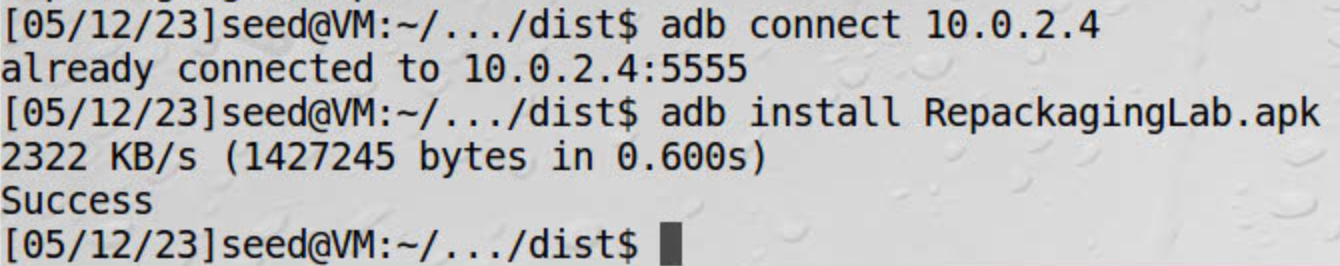 [05/12/23]seed@VM:~/.../dist$ adb connect 10.0.2.4
already connected to 10.0.2.4:5555
[05/12/23]seed@VM:~/.../dist$ adb install RepackagingLab.apk
2322 KB/s (1427245 bytes in 0.600s)
Success
[05/12/23]seed@VM:~/.../dist$